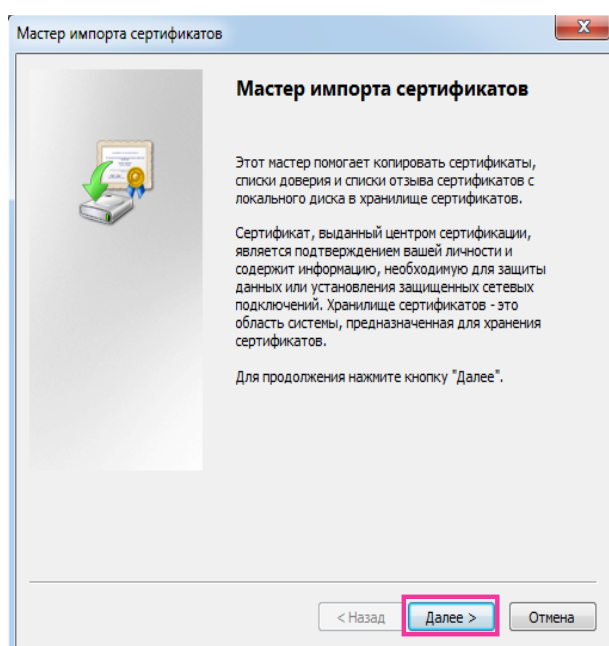 Мастер импорта сертификатов
Мастер импорта сертификатов
Этот мастер помогает копировать сертификаты,
списки доверия и списки отзыва сертификатов с
локального диска в хранилище сертификатов.
Сертификат, выданный центром сертификации,
является подтверждением вашей личности и
содержит информацию, необходимую для защиты
данных или установления защищенных сетевых
подключений. Хранилище сертификатов - это
область системы, предназначенная для хранения
сертификатов.
Для продолжения нажмите кнопку "Далее".
< Назад Далее > Отмена